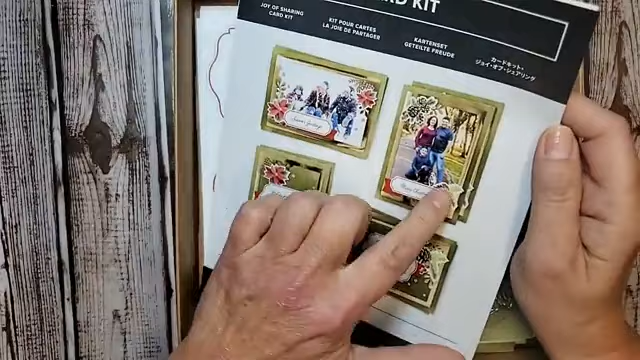 CARD KIT
JOY OF SHARING
CARD KIT
KIT POUR CARTES
LA JOIE DE PARTAGER
KARTENSET
GETEILTE FREUDE
カードキット・
ジョイ・オブ・シェアリング